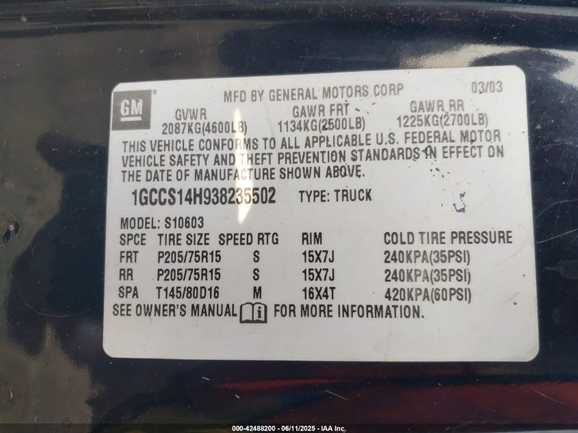 GM
MFD BY GENERAL MOTORS CORP 03/03
GVWR GAWR FRT GAWR RR
2087KG(4600LB) 1134KG(2500LB) 1225KG(2700LB)
THIS VEHICLE CONFORMS TO ALL APPLICABLE U.S. FEDERAL MOTOR
VEHICLE SAFETY AND THEFT PREVENTION STANDARDS IN EFFECT ON
THE DATE OF MANUFACTURE SHOWN ABOVE.
1GCCS14H938235502 TYPE: TRUCK
MODEL: S10603
SPCE TIRE SIZE SPEED RTG RIM COLD TIRE PRESSURE
FRT P205/75R15 S 15X7J 240KPA(35PSI)
RR P205/75R15 S 15X7J 240KPA(35PSI)
SPA T145/80D16 M 16X4T 420KPA(60PSI)
SEE OWNER'S MANUAL FOR MORE INFORMATION
000-42488200 - 06/11/2025 - IAA Inc.